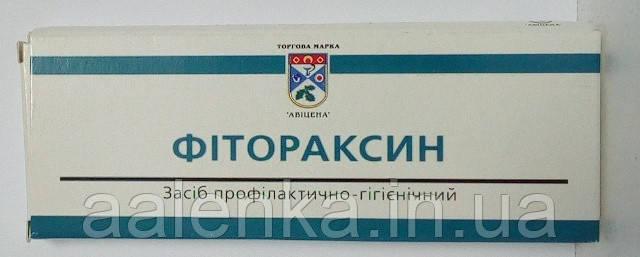 ТОРГОВА МАРКА
"АВІЦЕНА"
ФІТОРАКСИН
Засіб профілактично-гігієнічний
aalenka.in.ua